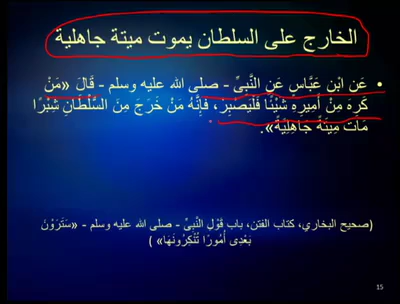 الخارج على السلطان يموت ميتة جاهلية
• عَنِ ابْنِ عَبَّاسٍ عَنِ النَّبِىِّ - صلى الله عليه وسلم - قَالَ «مَنْ
كَرِهَ مِنْ أَمِيرِهِ شَيْئًا فَلْيَصْبِرْ، فَإِنَّهُ مَنْ خَرَجَ مِنَ السُّلْطَانِ شِبْرًا
مَاتَ مِيتَةً جَاهِلِيَّةً».
(صحيح البخاري، كتاب الفتن، باب قَوْلِ النَّبِىِّ - صلى الله عليه وسلم - «سَتَرَوْنَ
بَعْدِى أُمُورًا تُنْكِرُونَهَا» )
15